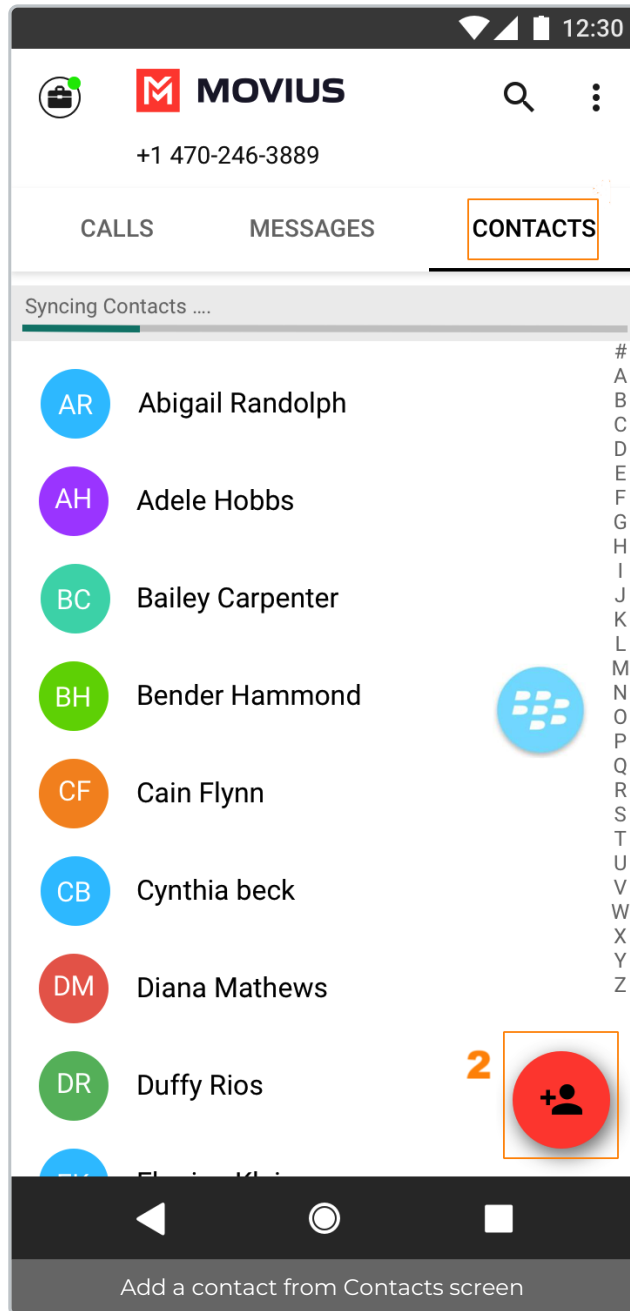 12:30
MOVIUS
+1 470-246-3889
CALLS MESSAGES CONTACTS
Syncing Contacts ....
#
A
AR Abigail Randolph
B
C
D
E
AH Adele Hobbs
F
G
H
I
BC Bailey Carpenter
J
K
L
M
BH Bender Hammond
N
O
P
Q
CF Cain Flynn
R
S
T
U
CB Cynthia beck
V
W
X
Y
DM Diana Mathews
Z
2
DR Duffy Rios
Add a contact from Contacts screen